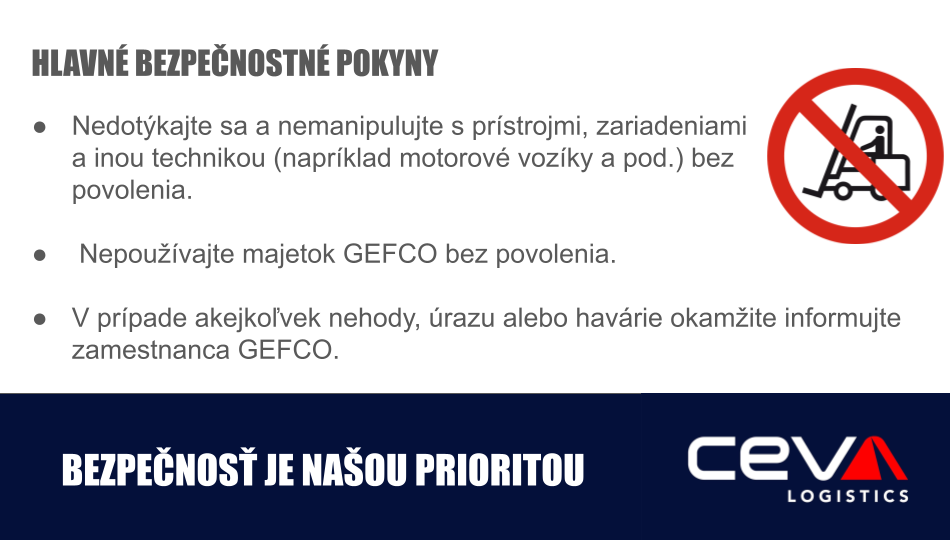 HLAVNÉ BEZPEČNOSTNÉ POKYNY
● Nedotýkajte sa a nemanipulujte s prístrojmi, zariadeniami
a inou technikou (napríklad motorové vozíky a pod.) bez
povolenia.
● Nepoužívajte majetok GEFCO bez povolenia.
● V prípade akejkoľvek nehody, úrazu alebo havárie okamžite informujte
zamestnanca GEFCO.
BEZPEČNOSŤ JE NAŠOU PRIORITOU
CEVA
LOGISTICS